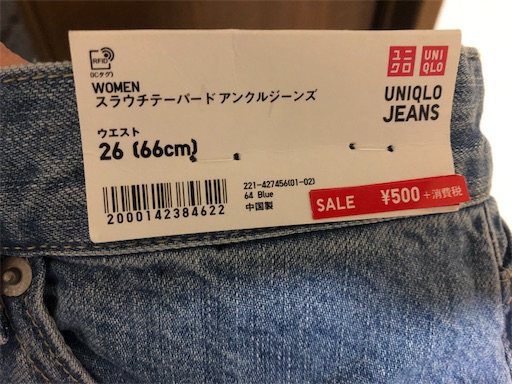 RFID
(ICタグ)
WOMEN
スラウチテーパードアンクルジーンズ
ウエスト
26 (66cm)
2000142384622
221-427456(01-02)
64 Blue
中国製
ユニ
クロ
UNI
QLO
UNIQLO
JEANS
SALE ¥500+消費税